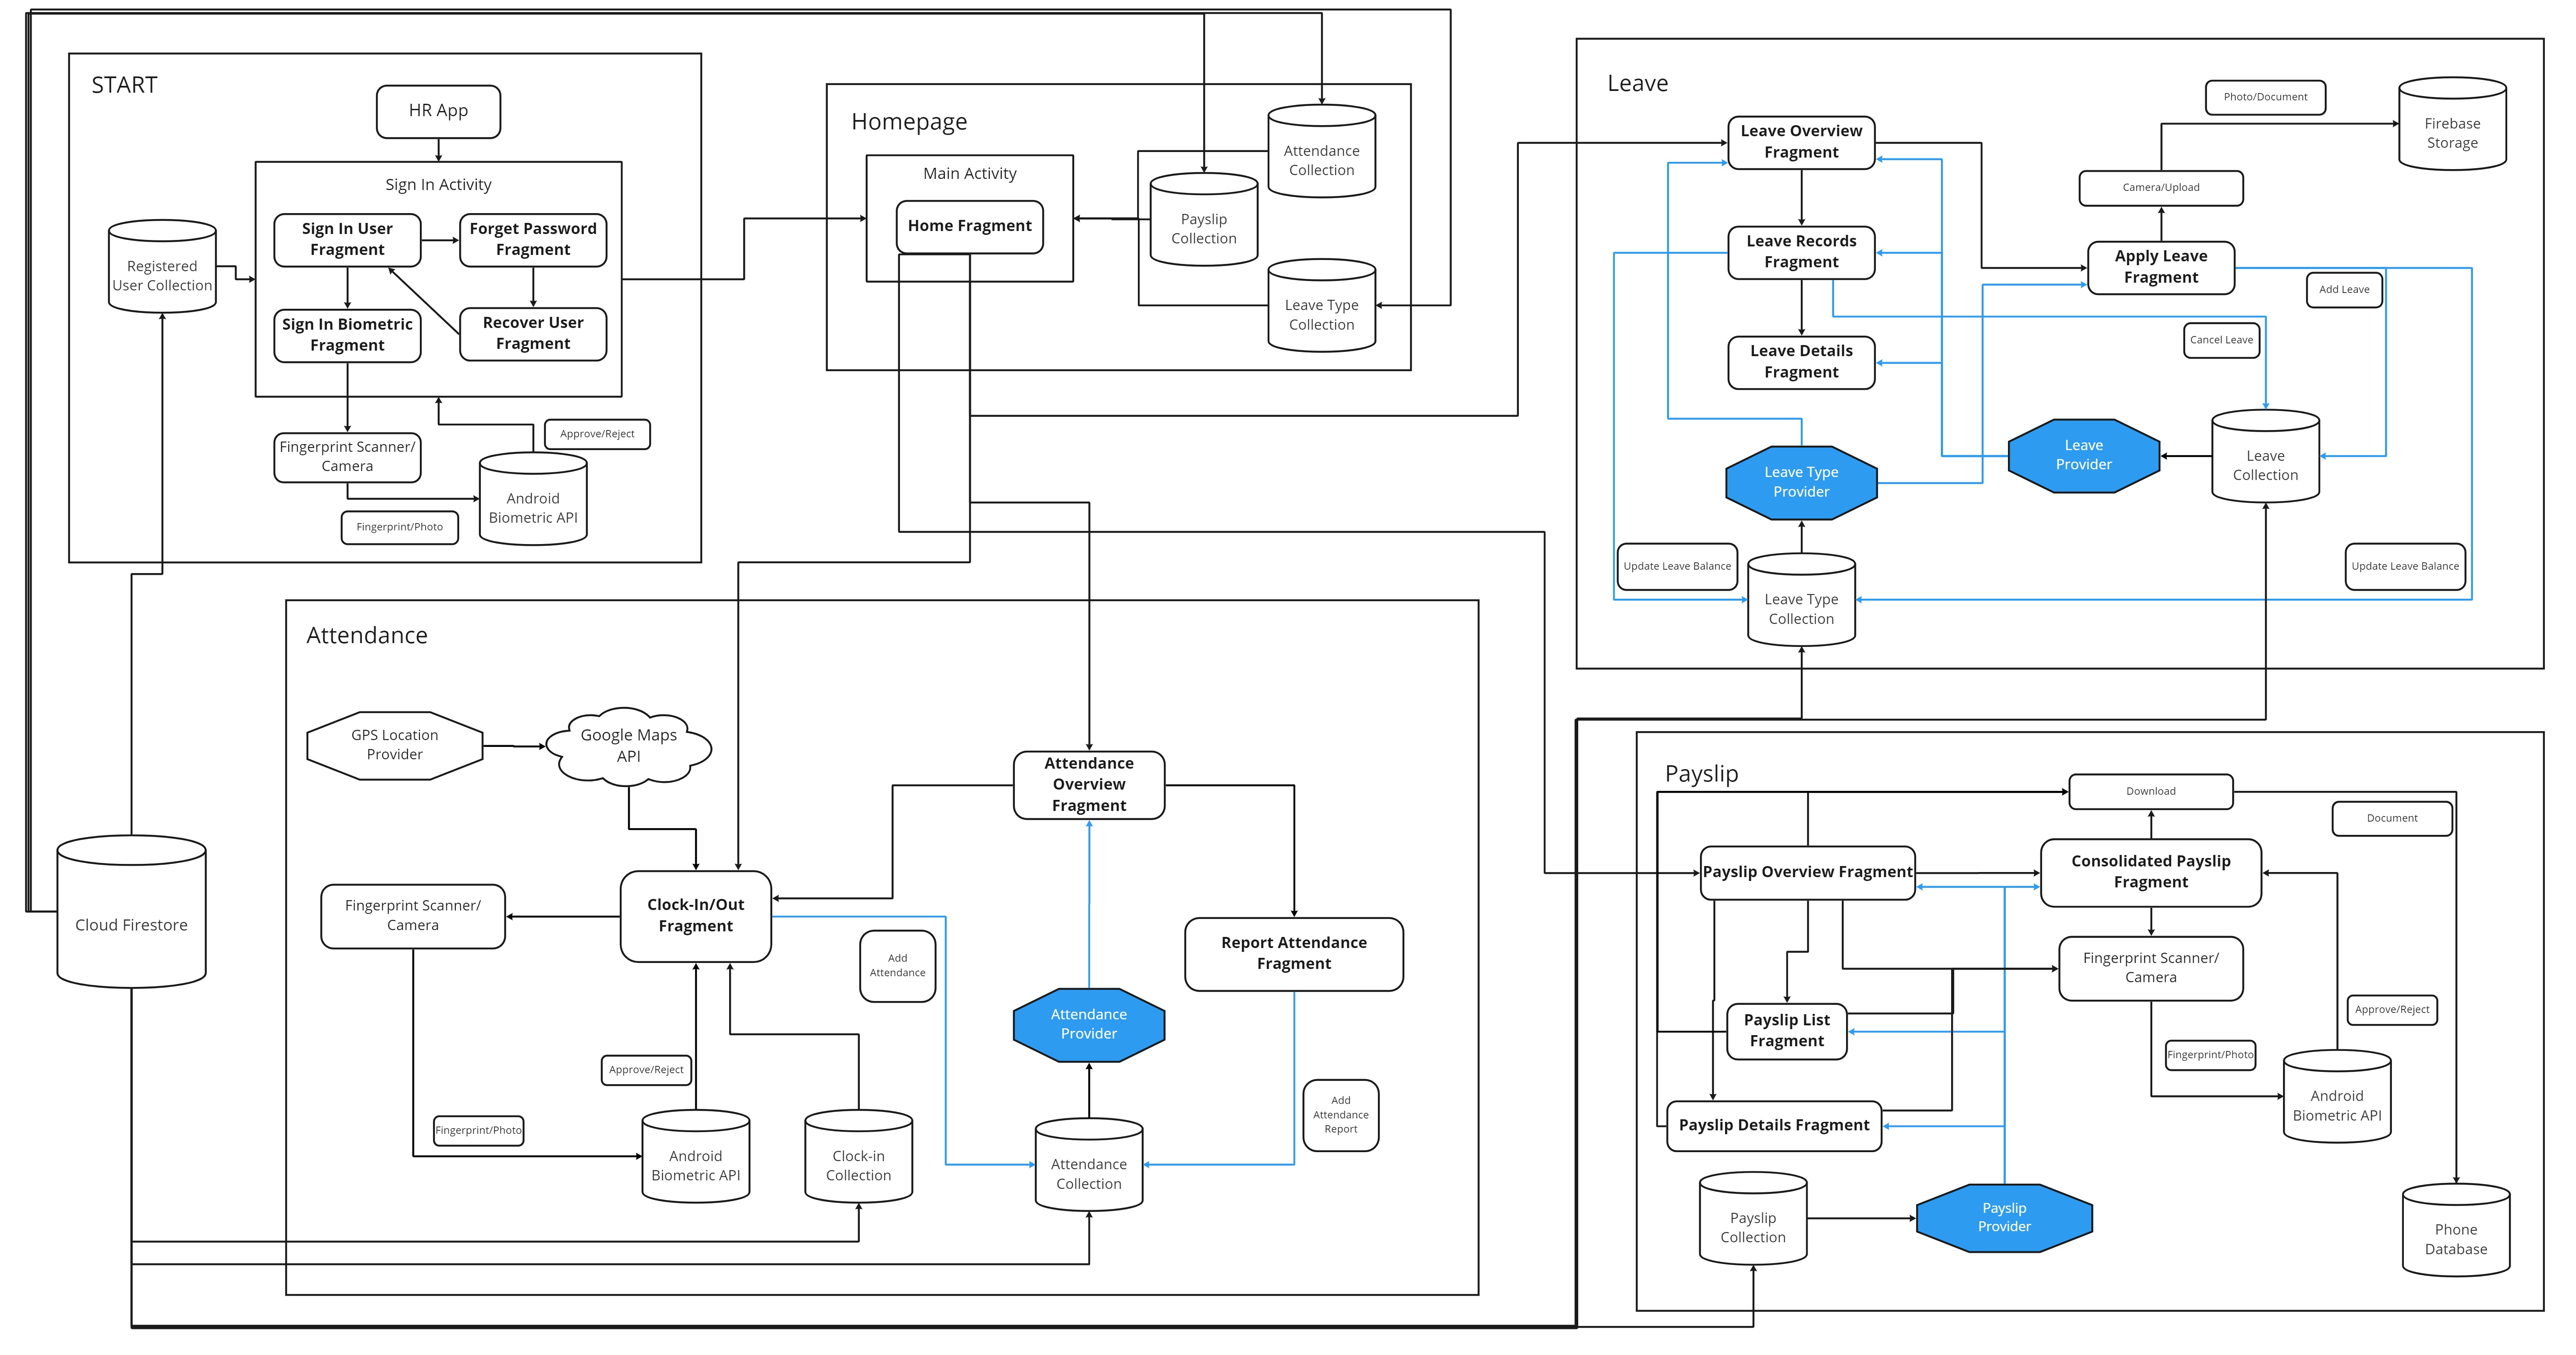 START
HR App
Sign In Activity
Sign In User
Fragment
Forget Password
Fragment
Registered
User Collection
Sign In Biometric
Fragment
Recover User
Fragment
Approve/Reject
Fingerprint Scanner/
Camera
Android
Biometric API
Fingerprint/Photo
Homepage
Main Activity
Home Fragment
Attendance
Collection
Payslip
Collection
Leave Type
Collection
Leave
Photo/Document
Firebase
Storage
Leave Overview
Fragment
Camera/Upload
Leave Records
Fragment
Apply Leave
Fragment
Add Leave
Cancel Leave
Leave Details
Fragment
Leave Type
Provider
Leave
Provider
Leave
Collection
Update Leave Balance
Update Leave Balance
Leave Type
Collection
Attendance
GPS Location
Provider
Google Maps
API
Attendance
Overview
Fragment
Cloud Firestore
Fingerprint Scanner/
Camera
Clock-In/Out
Fragment
Add
Attendance
Report Attendance
Fragment
Attendance
Provider
Approve/Reject
Add
Attendance
Report
Fingerprint/Photo
Android
Biometric API
Clock-in
Collection
Attendance
Collection
Payslip
Download
Document
Payslip Overview Fragment
Consolidated Payslip
Fragment
Fingerprint Scanner/
Camera
Approve/Reject
Payslip List
Fragment
Fingerprint/Photo
Android
Biometric API
Payslip Details Fragment
Payslip
Collection
Payslip
Provider
Phone
Database